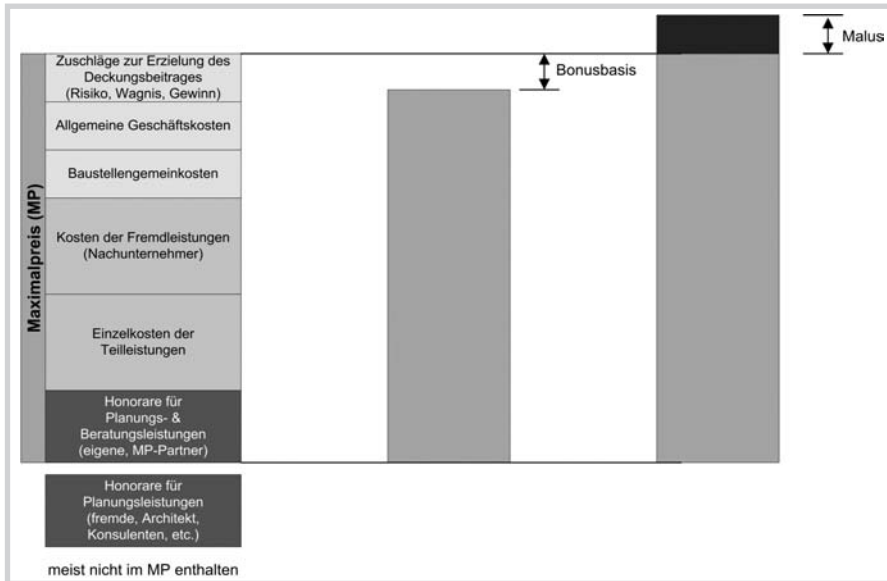 Maximalpreis (MP)
Zuschläge zur Erzielung des
Deckungsbeitrages
(Risiko, Wagnis, Gewinn)
Allgemeine Geschäftskosten
Baustellengemeinkosten
Kosten der Fremdleistungen
(Nachunternehmer)
Einzelkosten der
Teilleistungen
Honorare für
Planungs- &
Beratungsleistungen
(eigene, MP-Partner)
Honorare für
Planungsleistungen
(fremde, Architekt,
Konsulenten, etc.)
meist nicht im MP enthalten
Bonusbasis
Malus